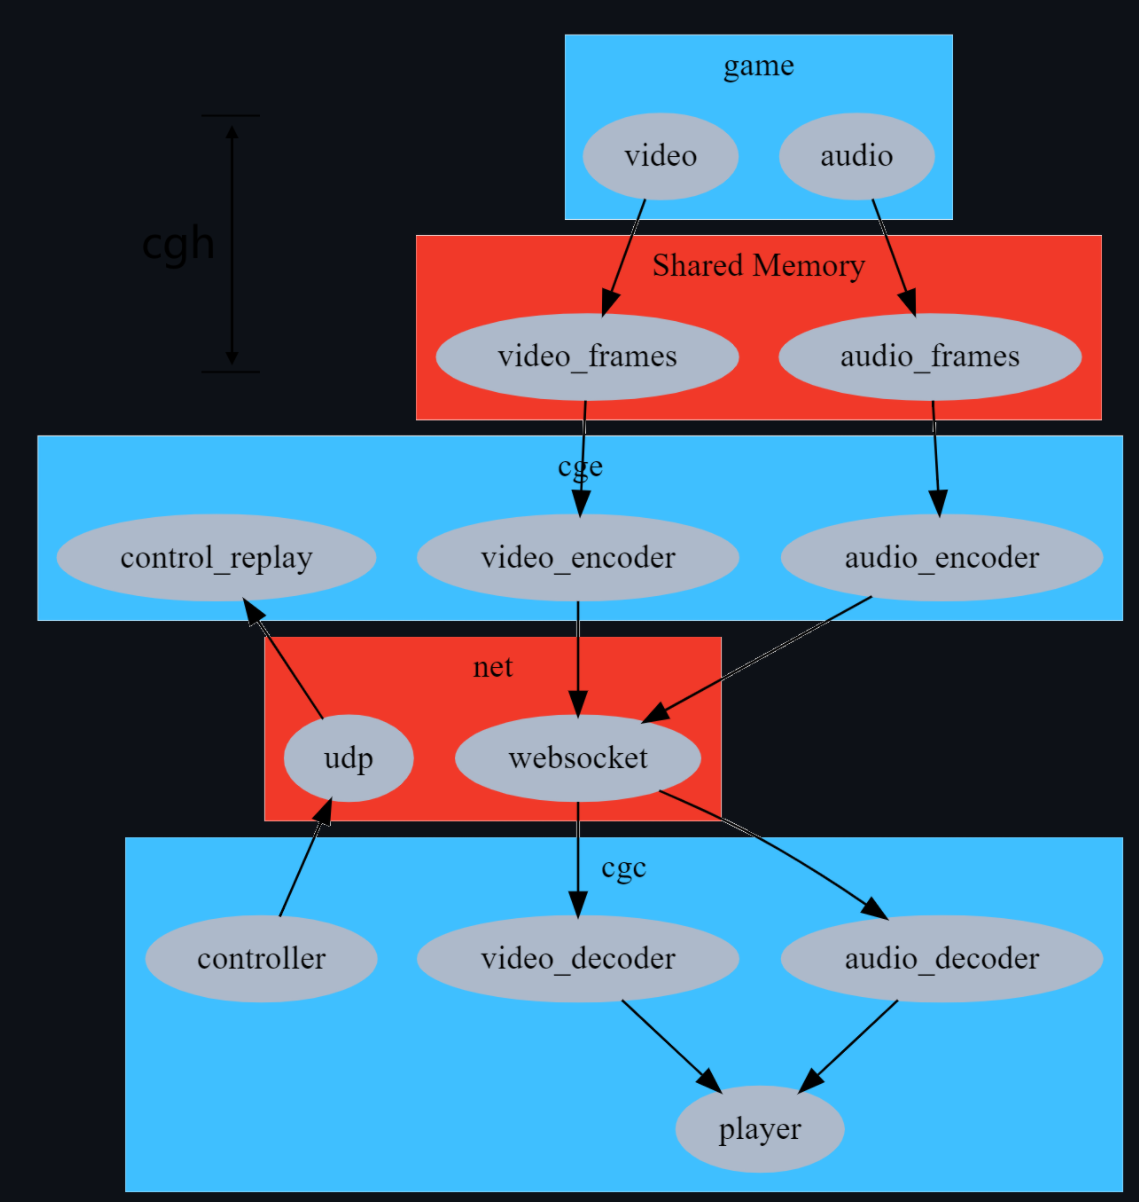 game
video
audio
cgh
Shared Memory
video_frames
audio_frames
cge
control_replay
video_encoder
audio_encoder
net
udp
websocket
cgc
controller
video_decoder
audio_decoder
player